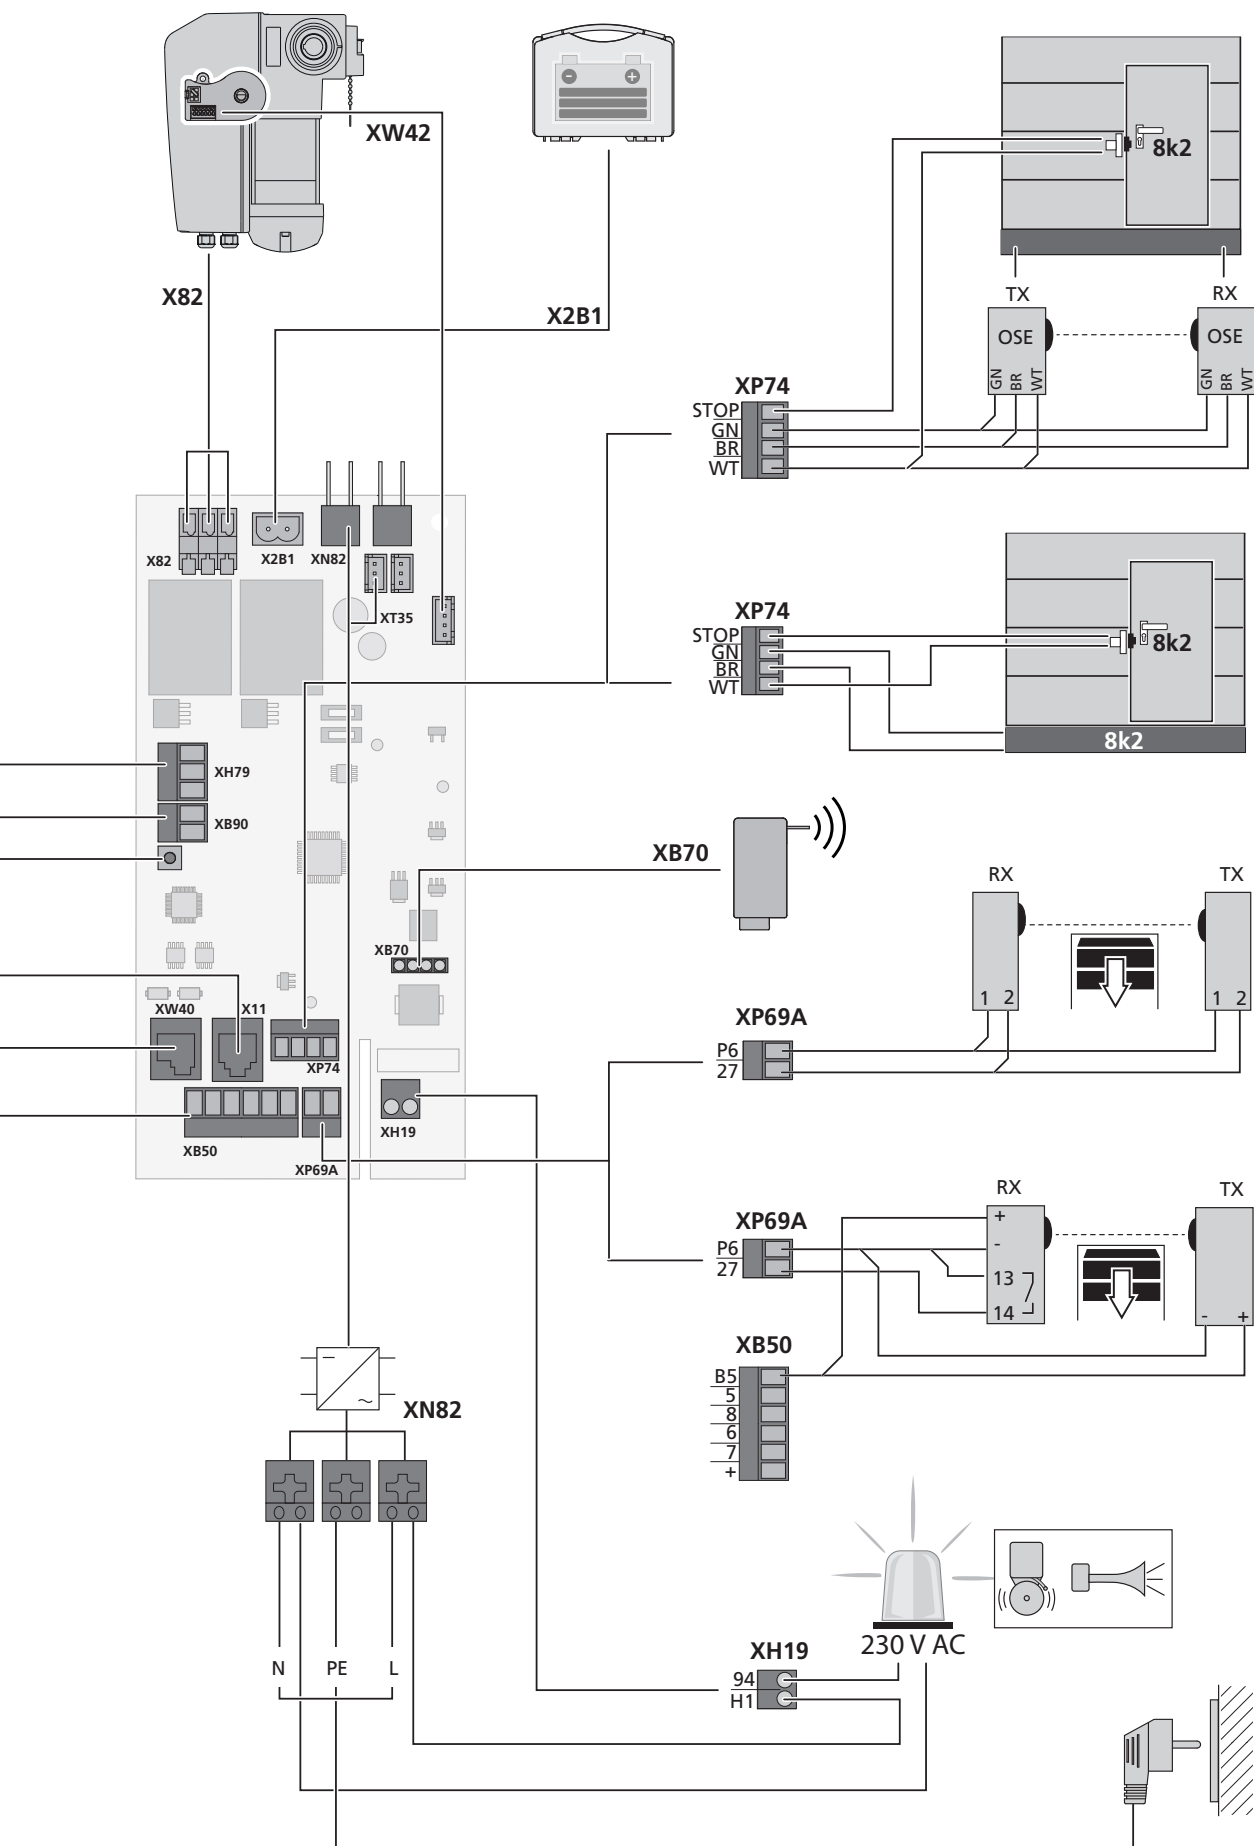 XW42
8k2
X82
X2B1
TX
RX
OSE
OSE
GN
BR
WT
GN
BR
WT
XP74
STOP
GN
BR
WT
X82
X2B1
XN82
XT35
XP74
STOP
GN
BR
WT
8k2
8k2
XH79
XB90
XB70
RX
TX
XB70
1 2
1 2
XW40
X11
XP69A
P6
27
XP74
XH19
XB50
XP69A
RX
TX
XP69A
P6
27
+
-
13
14
- +
XB50
B5
5
8
6
7
+
XN82
230 V AC
XH19
94
H1
N PE L